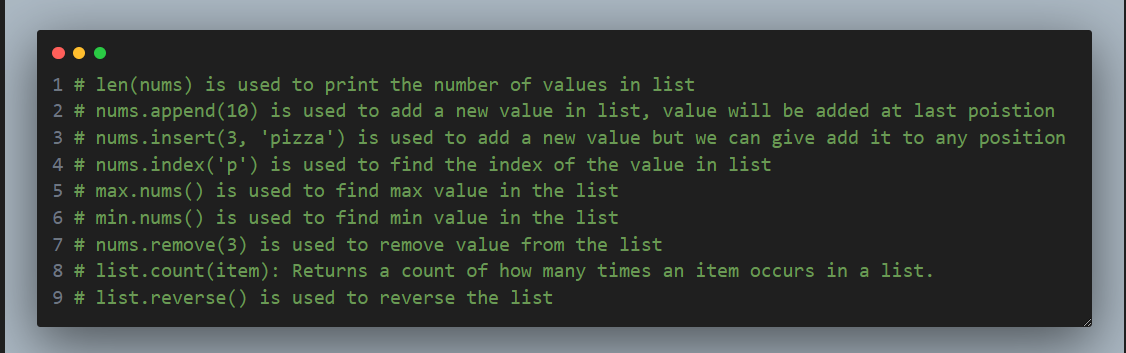 1 # len(nums) is used to print the number of values in list
2 # nums.append(10) is used to add a new value in list, value will be added at last poistion
3 # nums.insert(3, 'pizza') is used to add a new value but we can give add it to any position
4 # nums.index('p') is used to find the index of the value in list
5 # max.nums() is used to find max value in the list
6 # min.nums() is used to find min value in the list
7 # nums.remove(3) is used to remove value from the list
8 # list.count(item): Returns a count of how many times an item occurs in a list.
9 # list.reverse() is used to reverse the list